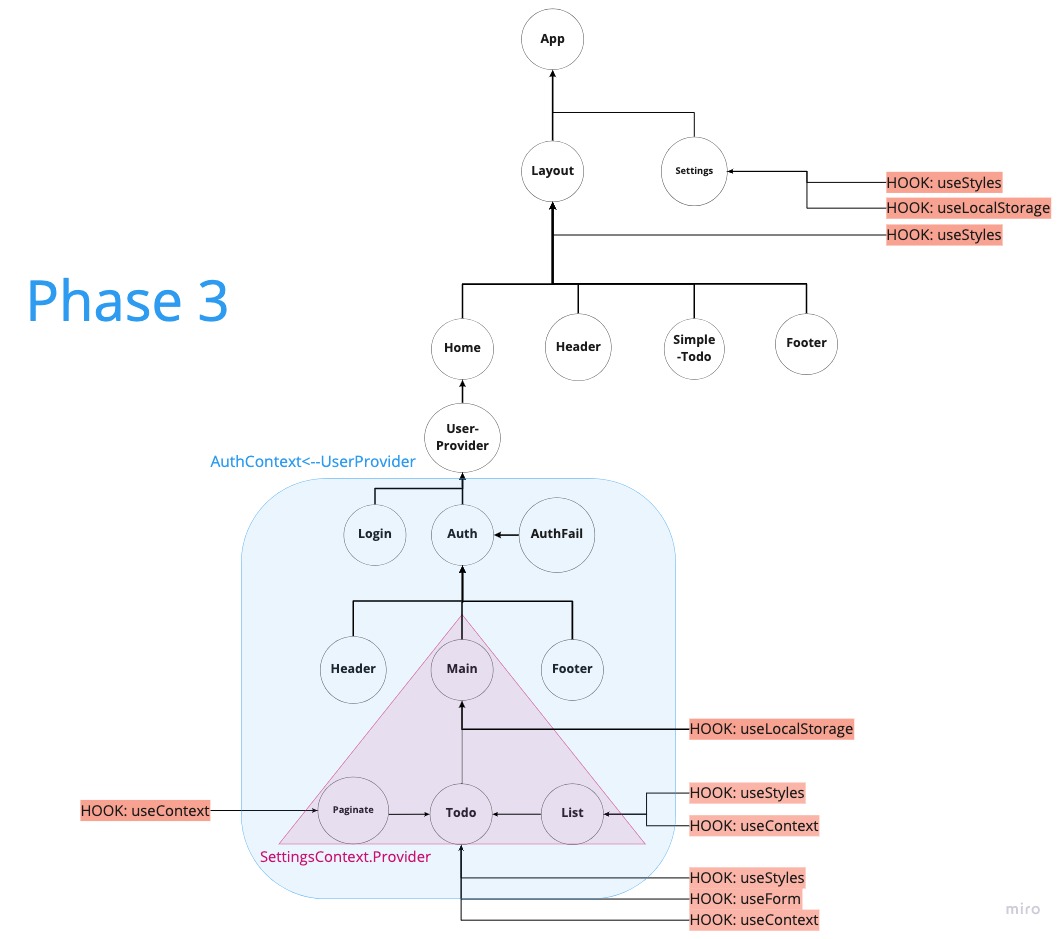 App
Layout
Settings
HOOK: useStyles
HOOK: useLocalStorage
HOOK: useStyles
Phase 3
Home
Header
Simple
-Todo
Footer
User-
Provider
AuthContext<--UserProvider
Login
Auth
AuthFail
Header
Main
Footer
HOOK: useLocalStorage
HOOK: useStyles
HOOK: useContext
Paginate
Todo
List
HOOK: useContext
SettingsContext.Provider
HOOK: useStyles
HOOK: useForm
HOOK: useContext
miro